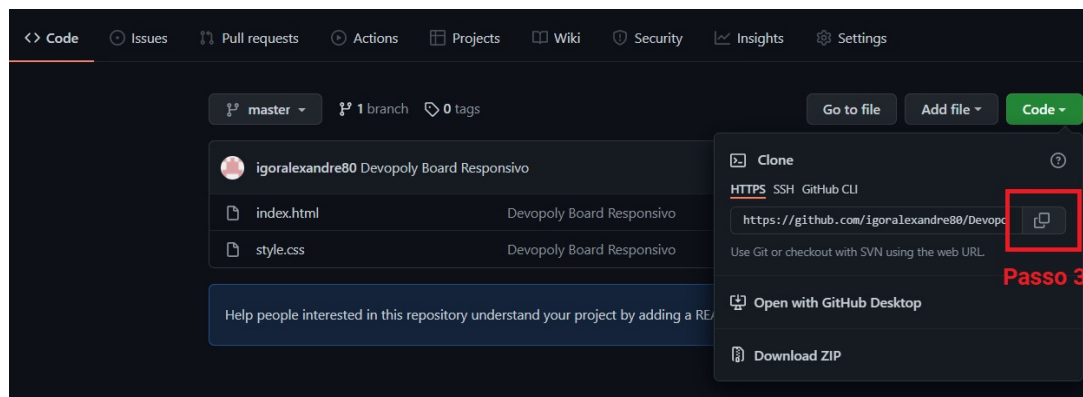 <> Code Issues Pull requests Actions Projects Wiki Security Insights Settings
master 1 branch 0 tags Go to file Add file Code
igoralexandre80 Devopoly Board Responsivo
index.html Devopoly Board Responsivo
style.css Devopoly Board Responsivo
Help people interested in this repository understand your project by adding a
Clone
HTTPS SSH GitHub CLI
https://github.com/igoralexandre80/Devopo
Use Git or checkout with SVN using the web URL.
Passo 3
Open with GitHub Desktop
Download ZIP